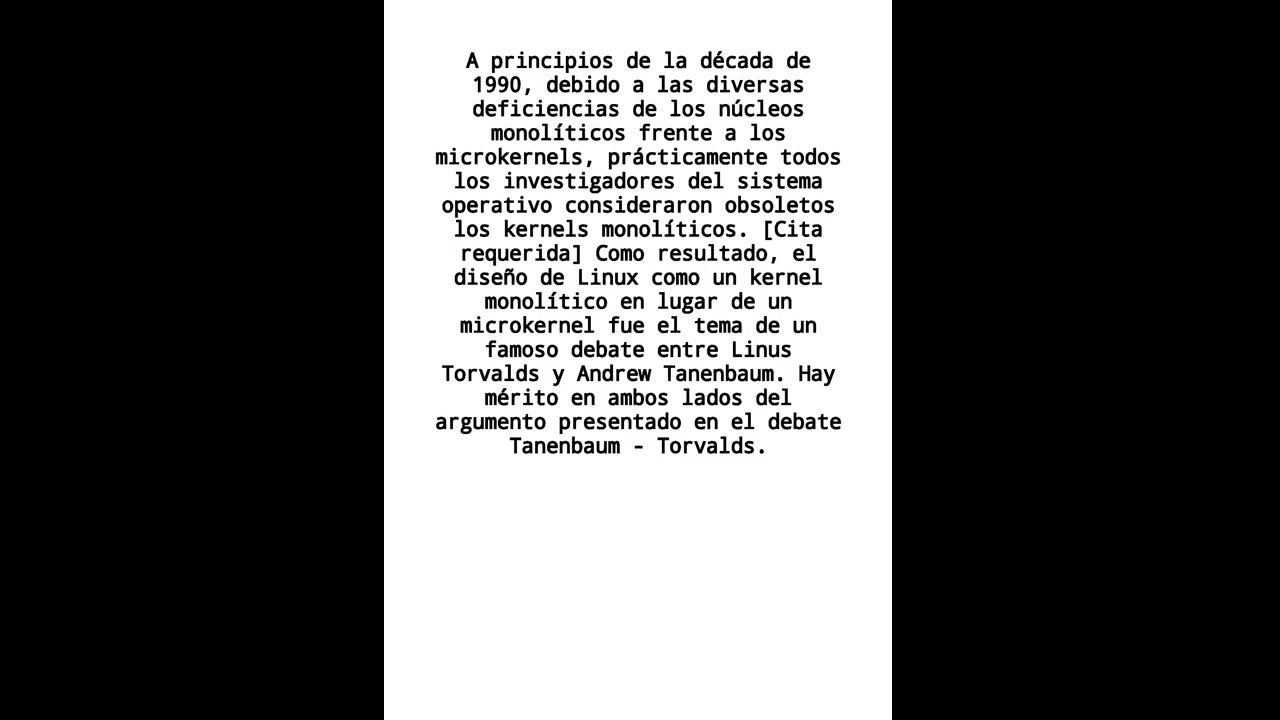 A principios de la década de
1990, debido a las diversas
deficiencias de los núcleos
monolíticos frente a los
microkernels, prácticamente todos
los investigadores del sistema
operativo consideraron obsoletos
los kernels monolíticos. [Cita
requerida] Como resultado, el
diseño de Linux como un kernel
monolítico en lugar de un
microkernel fue el tema de un
famoso debate entre Linus
Torvalds y Andrew Tanenbaum. Hay
mérito en ambos lados del
argumento presentado en el debate
Tanenbaum - Torvalds.